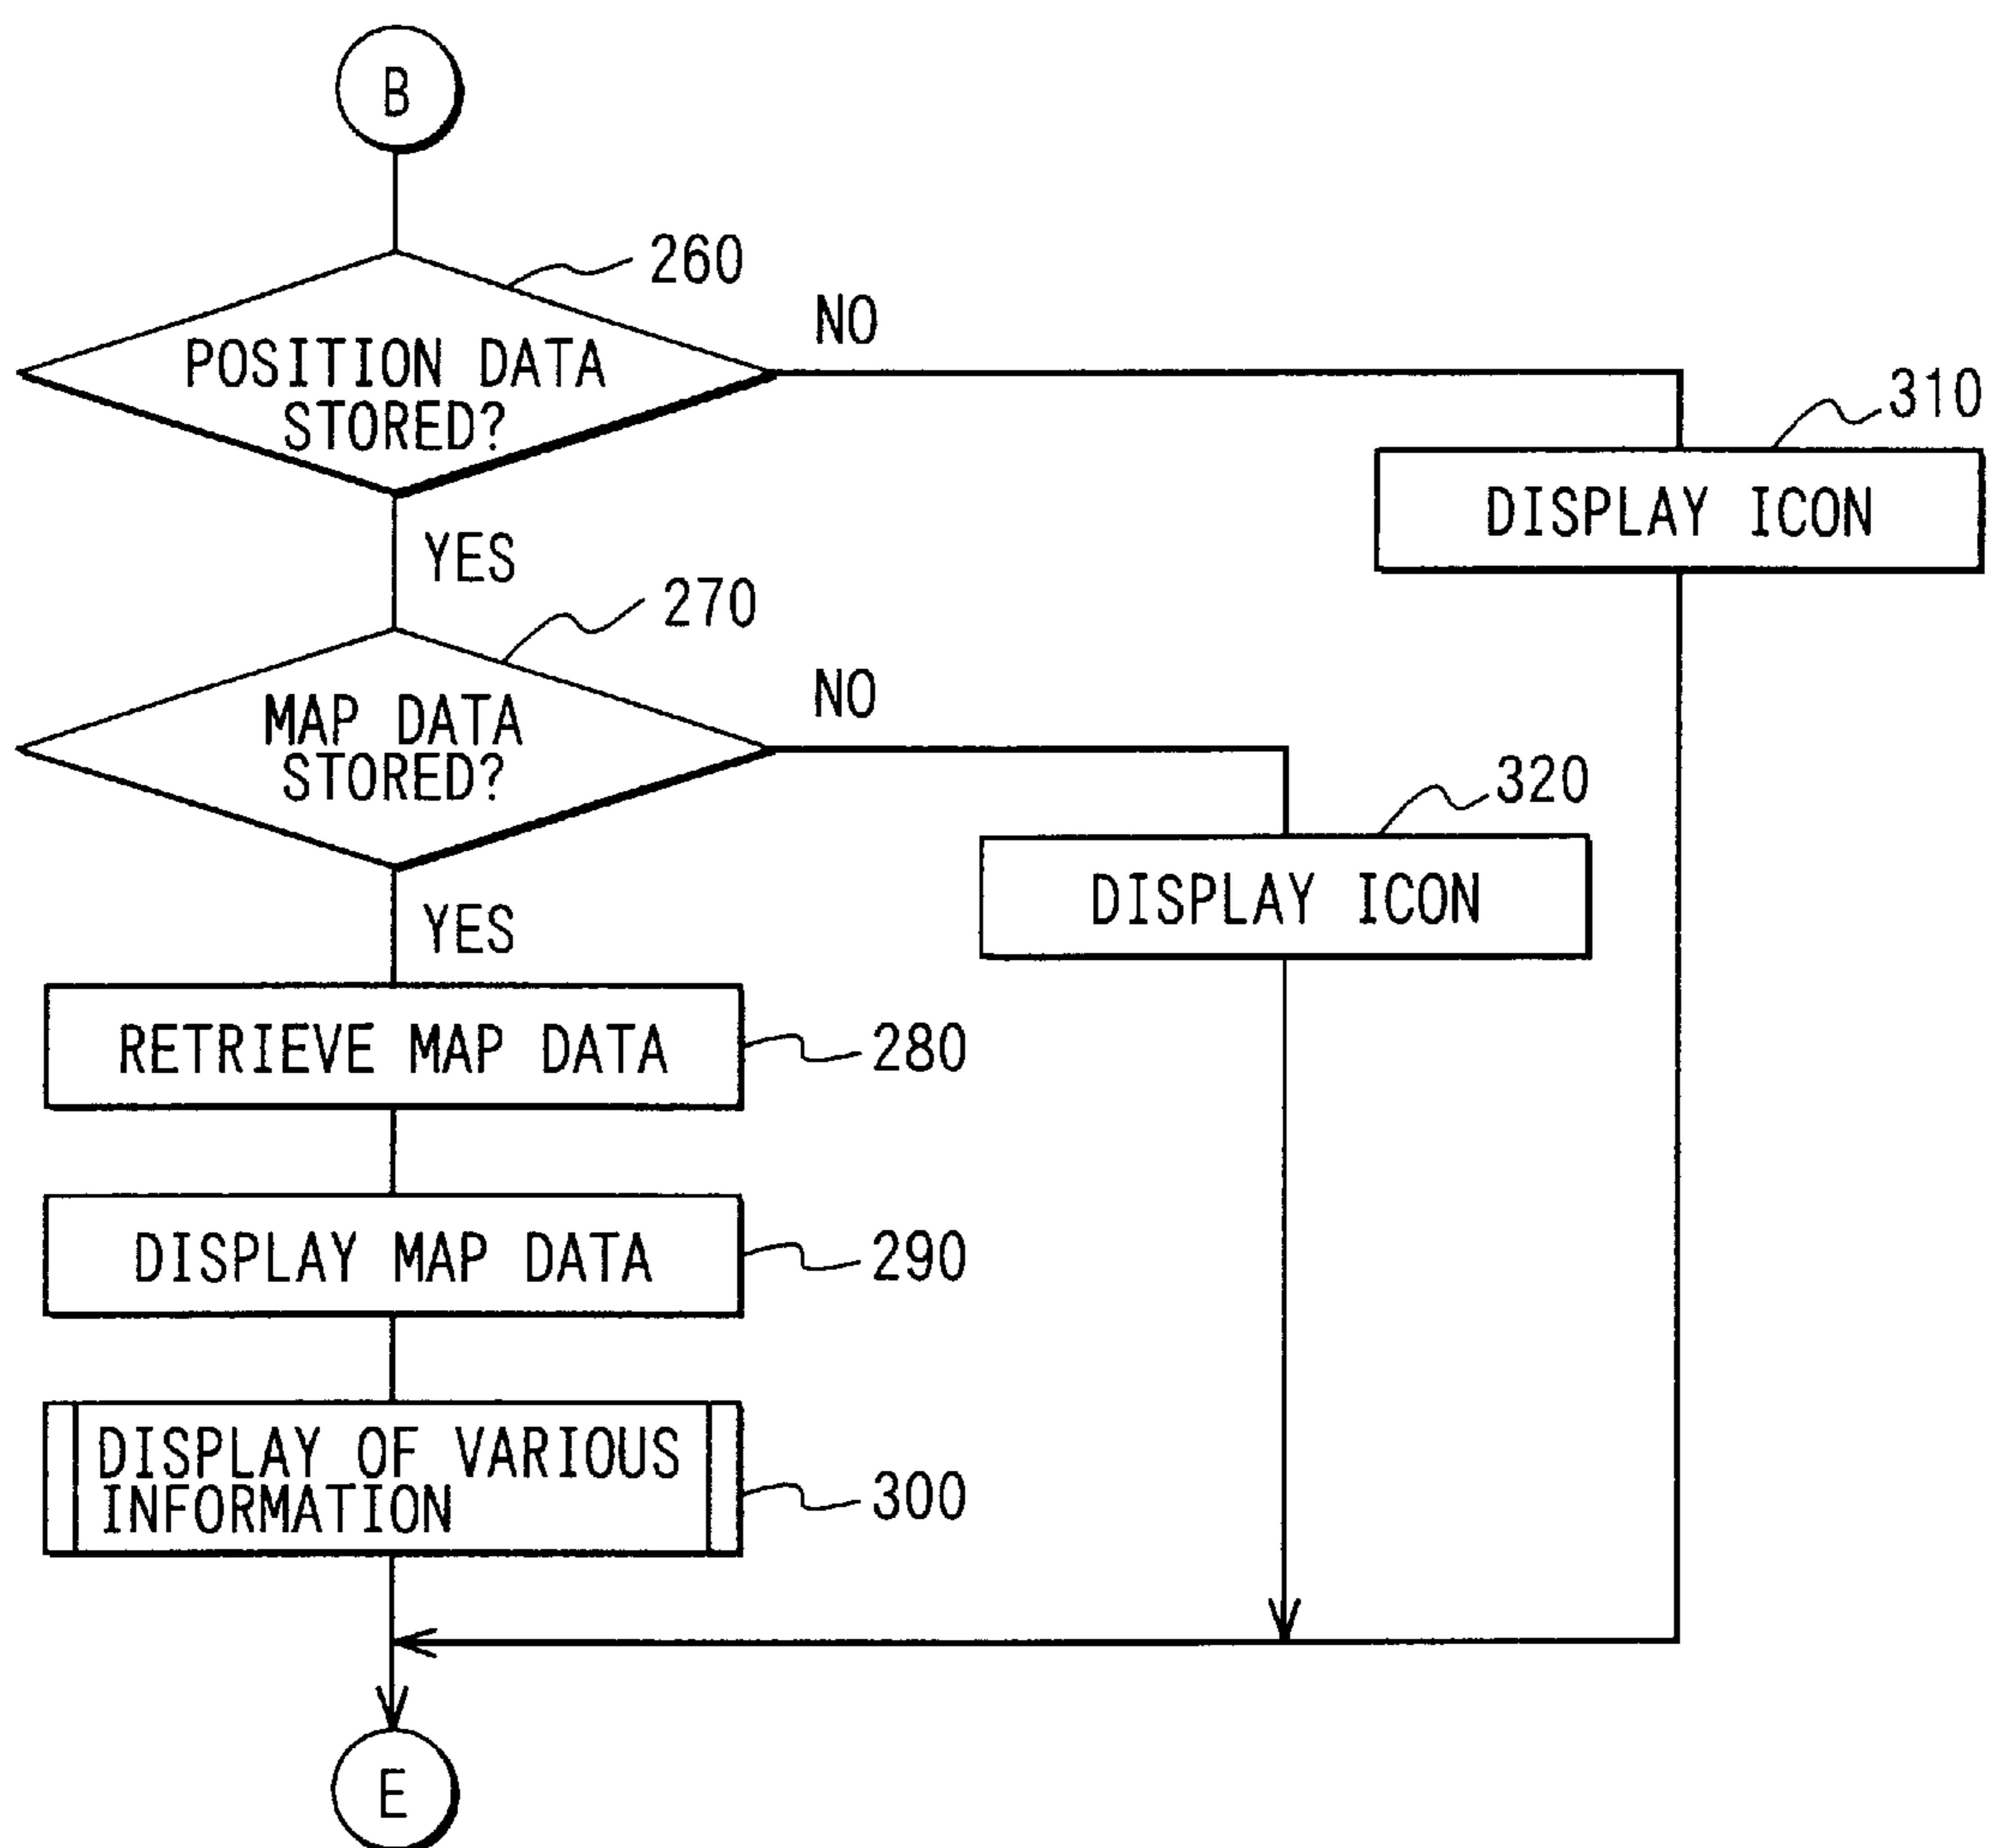 B
260
NO
POSITION DATA
STORED?
310
DISPLAY ICON
YES
270
NO
MAP DATA
STORED?
320
DISPLAY ICON
YES
RETRIEVE MAP DATA
280
DISPLAY MAP DATA
290
DISPLAY OF VARIOUS
INFORMATION
300
E